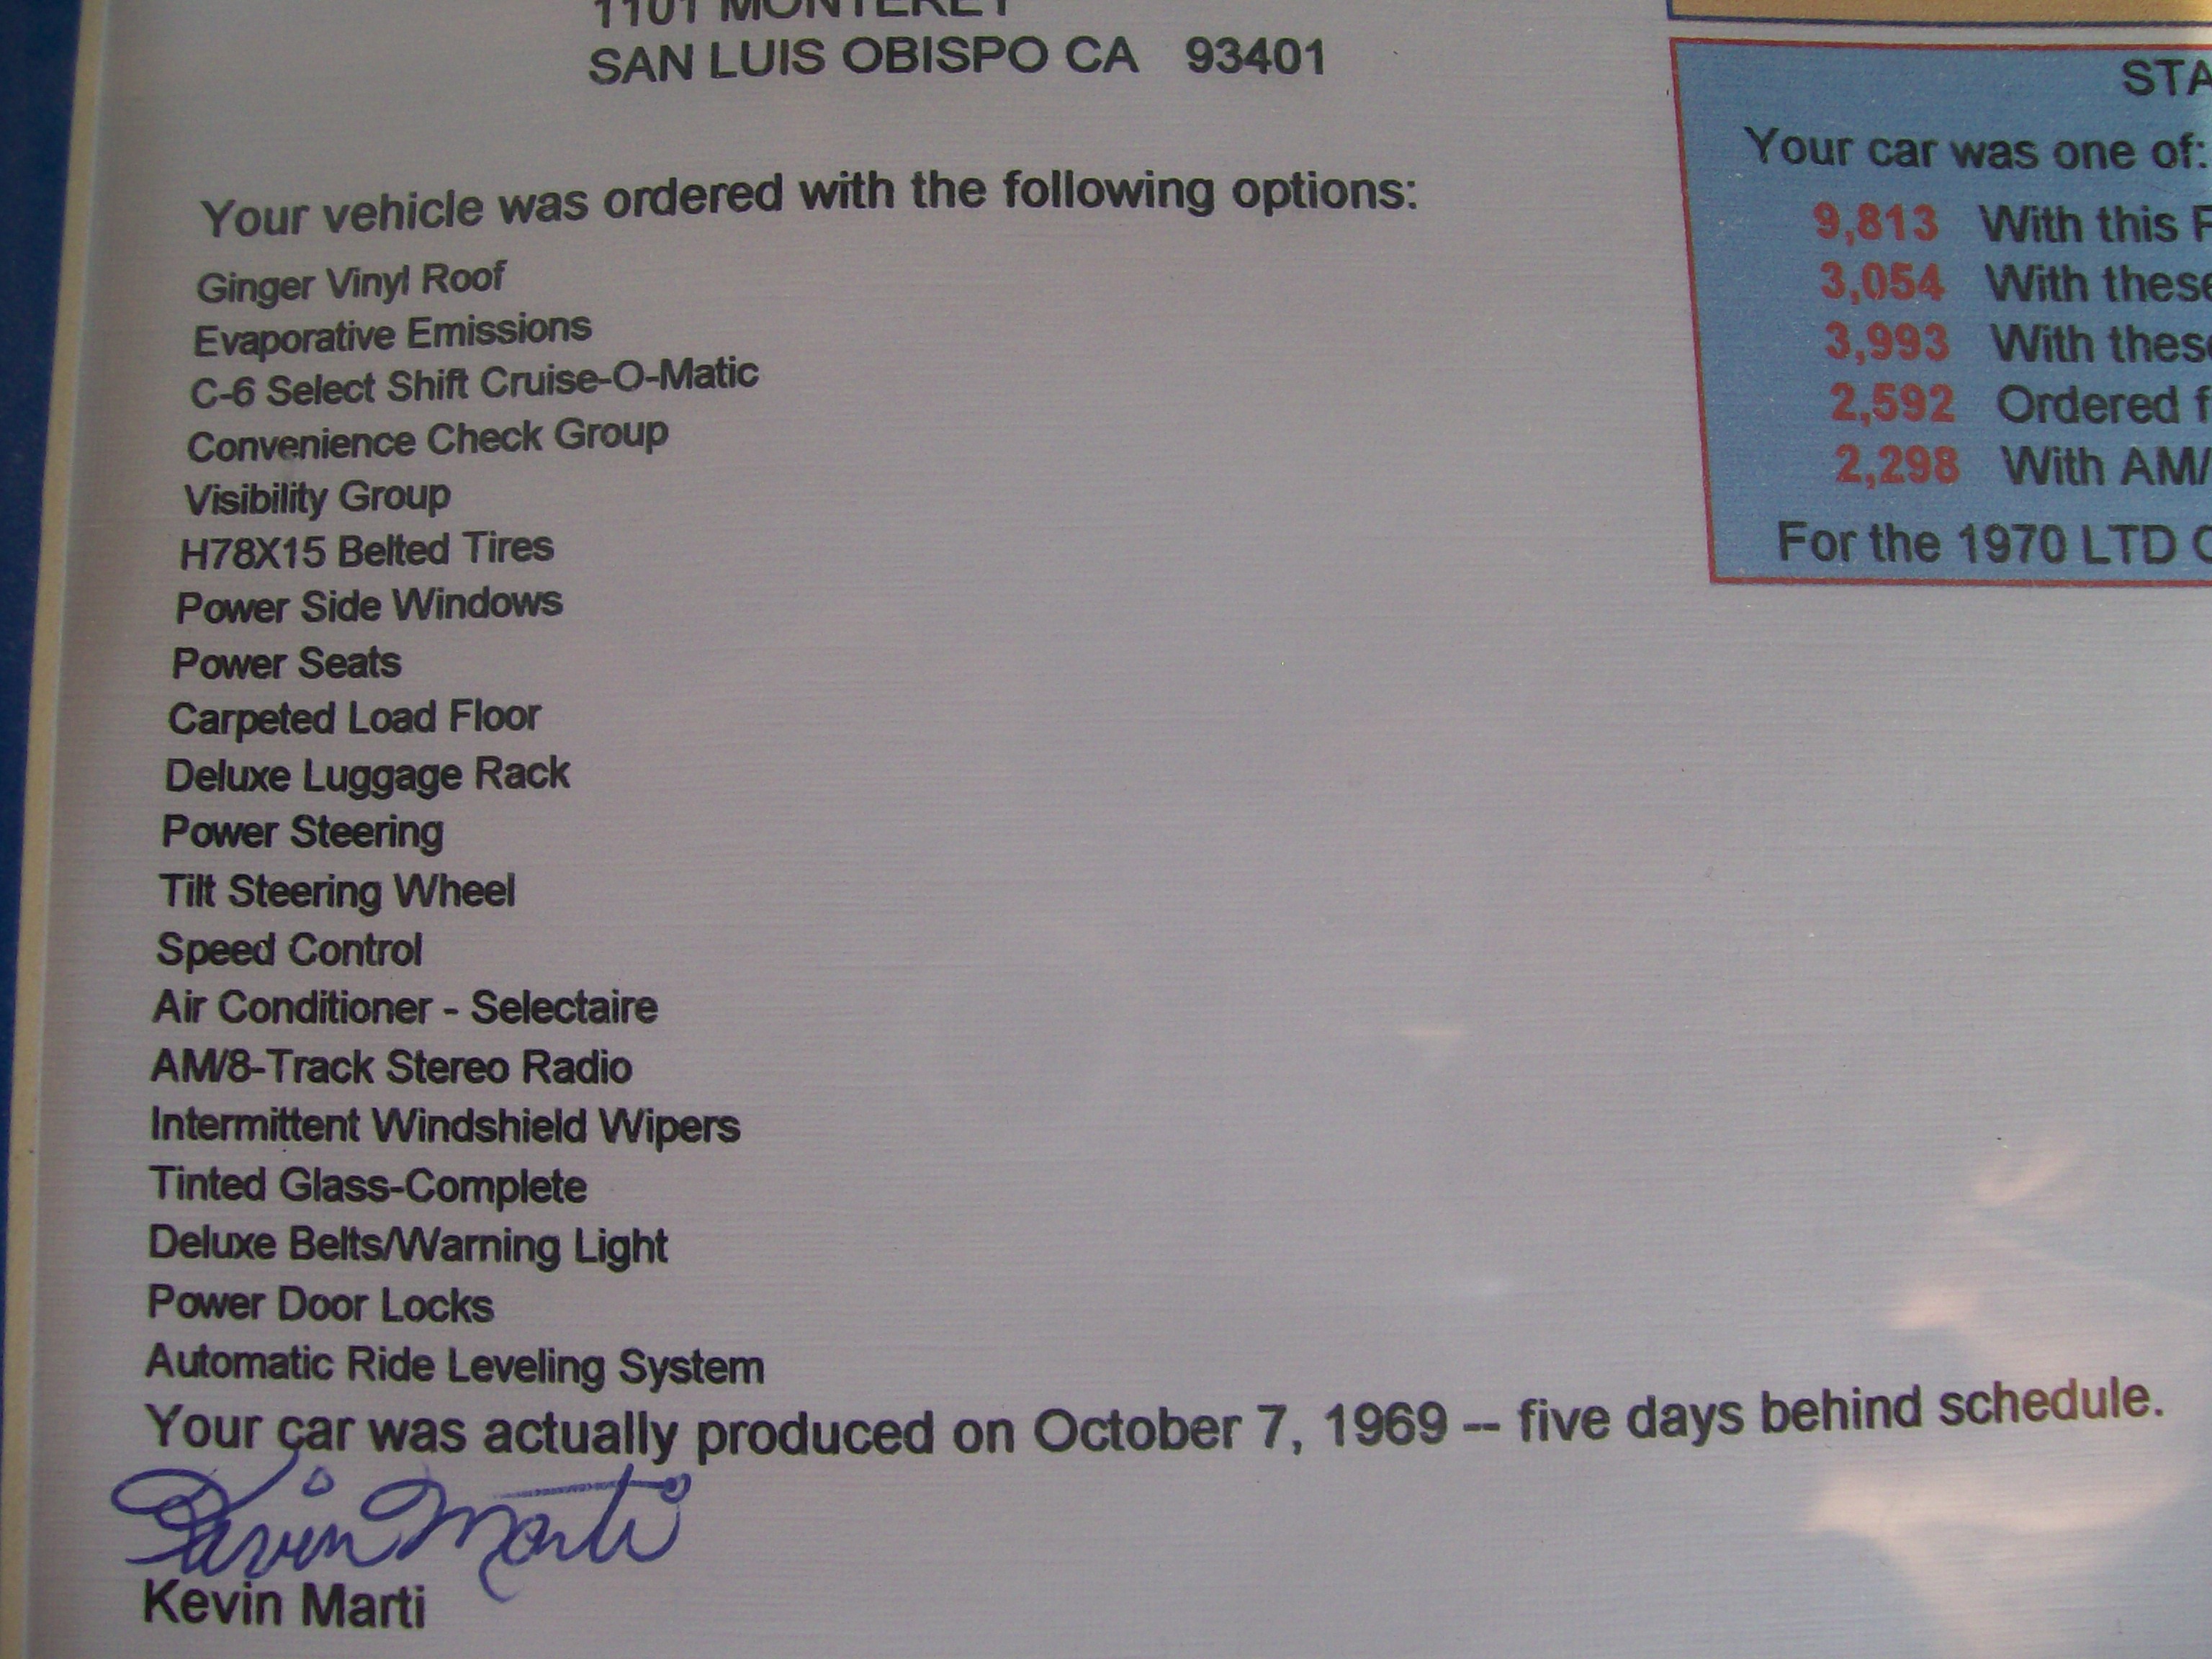 1101 MONTEREY
SAN LUIS OBISPO CA 93401
Your vehicle was ordered with the following options:
Ginger Vinyl Roof
Evaporative Emissions
C-6 Select Shift Cruise-O-Matic
Convenience Check Group
Visibility Group
H78X15 Belted Tires
Power Side Windows
Power Seats
Carpeted Load Floor
Deluxe Luggage Rack
Power Steering
Tilt Steering Wheel
Speed Control
Air Conditioner - Selectaire
AM/8-Track Stereo Radio
Intermittent Windshield Wipers
Tinted Glass-Complete
Deluxe Belts/Warning Light
Power Door Locks
Automatic Ride Leveling System
Your car was actually produced on October 7, 1969 -- five days behind schedule.
Kevin Marti
Kevin Marti
STA
Your car was one of:
9,813 With this
3,054 With these
3,993 With these
2,592 Ordered
2,298 With AM/
For the 1970 LTD